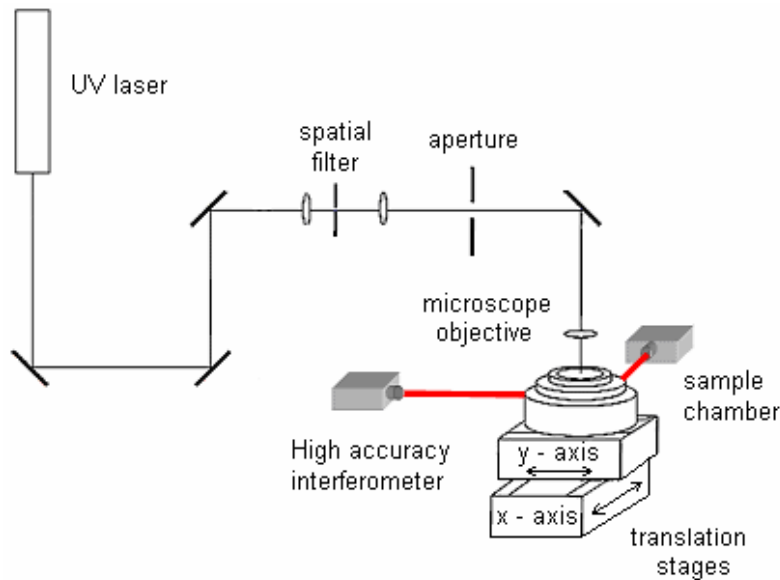 UV laser
spatial
filter
aperture
microscope
objective
sample
chamber
High accuracy
interferometer
y - axis
x - axis
translation
stages